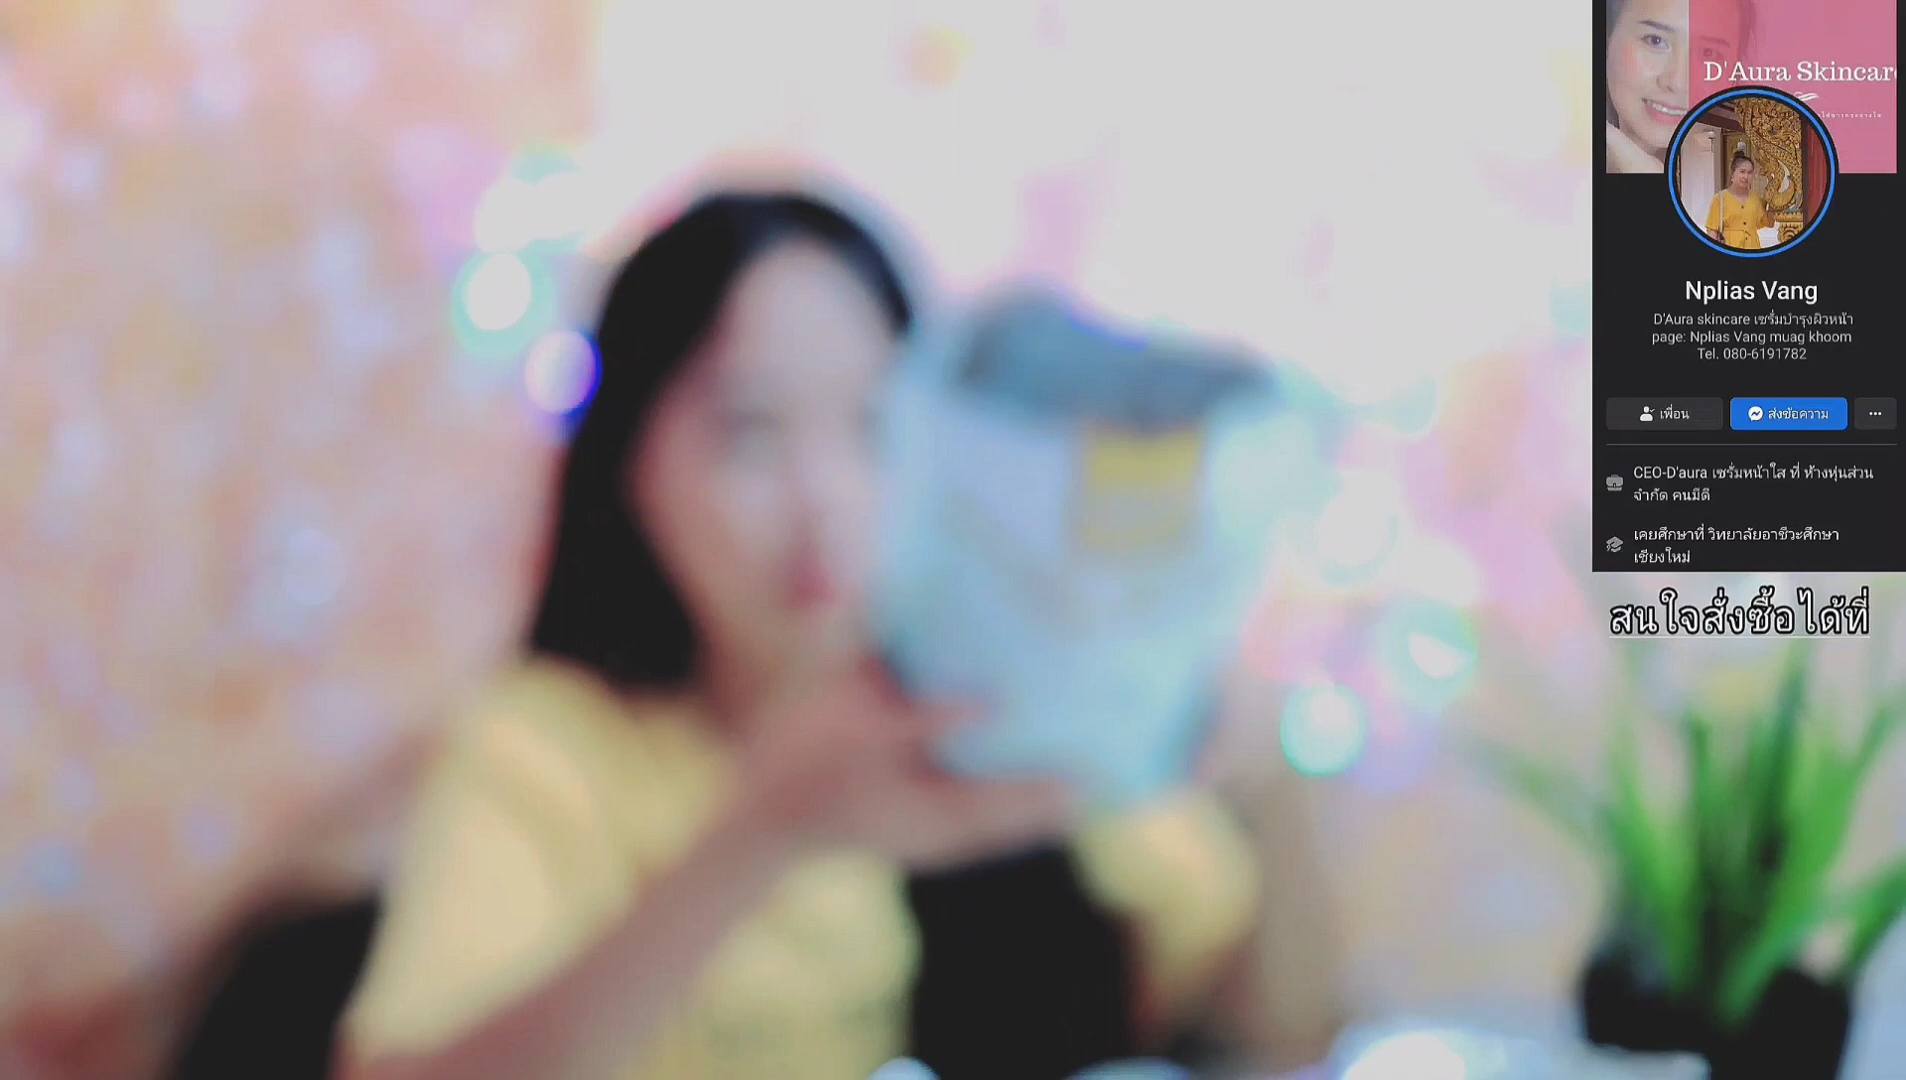 D'Aura Skincare
Nplias Vang
D'Aura skincare เซรั่มบำรุงผิวหน้า
page: Nplias Vang muag khoom
Tel. 080-6191782
เพื่อน
ส่งข้อความ
CEO-D'aura เซรั่มหน้าใส ที่ ห้างหุ้นส่วน
จำกัด คนมีดี
เคยศึกษาที่ วิทยาลัยอาชีวะศึกษา
เชียงใหม่
สนใจสั่งซื้อได้ที่